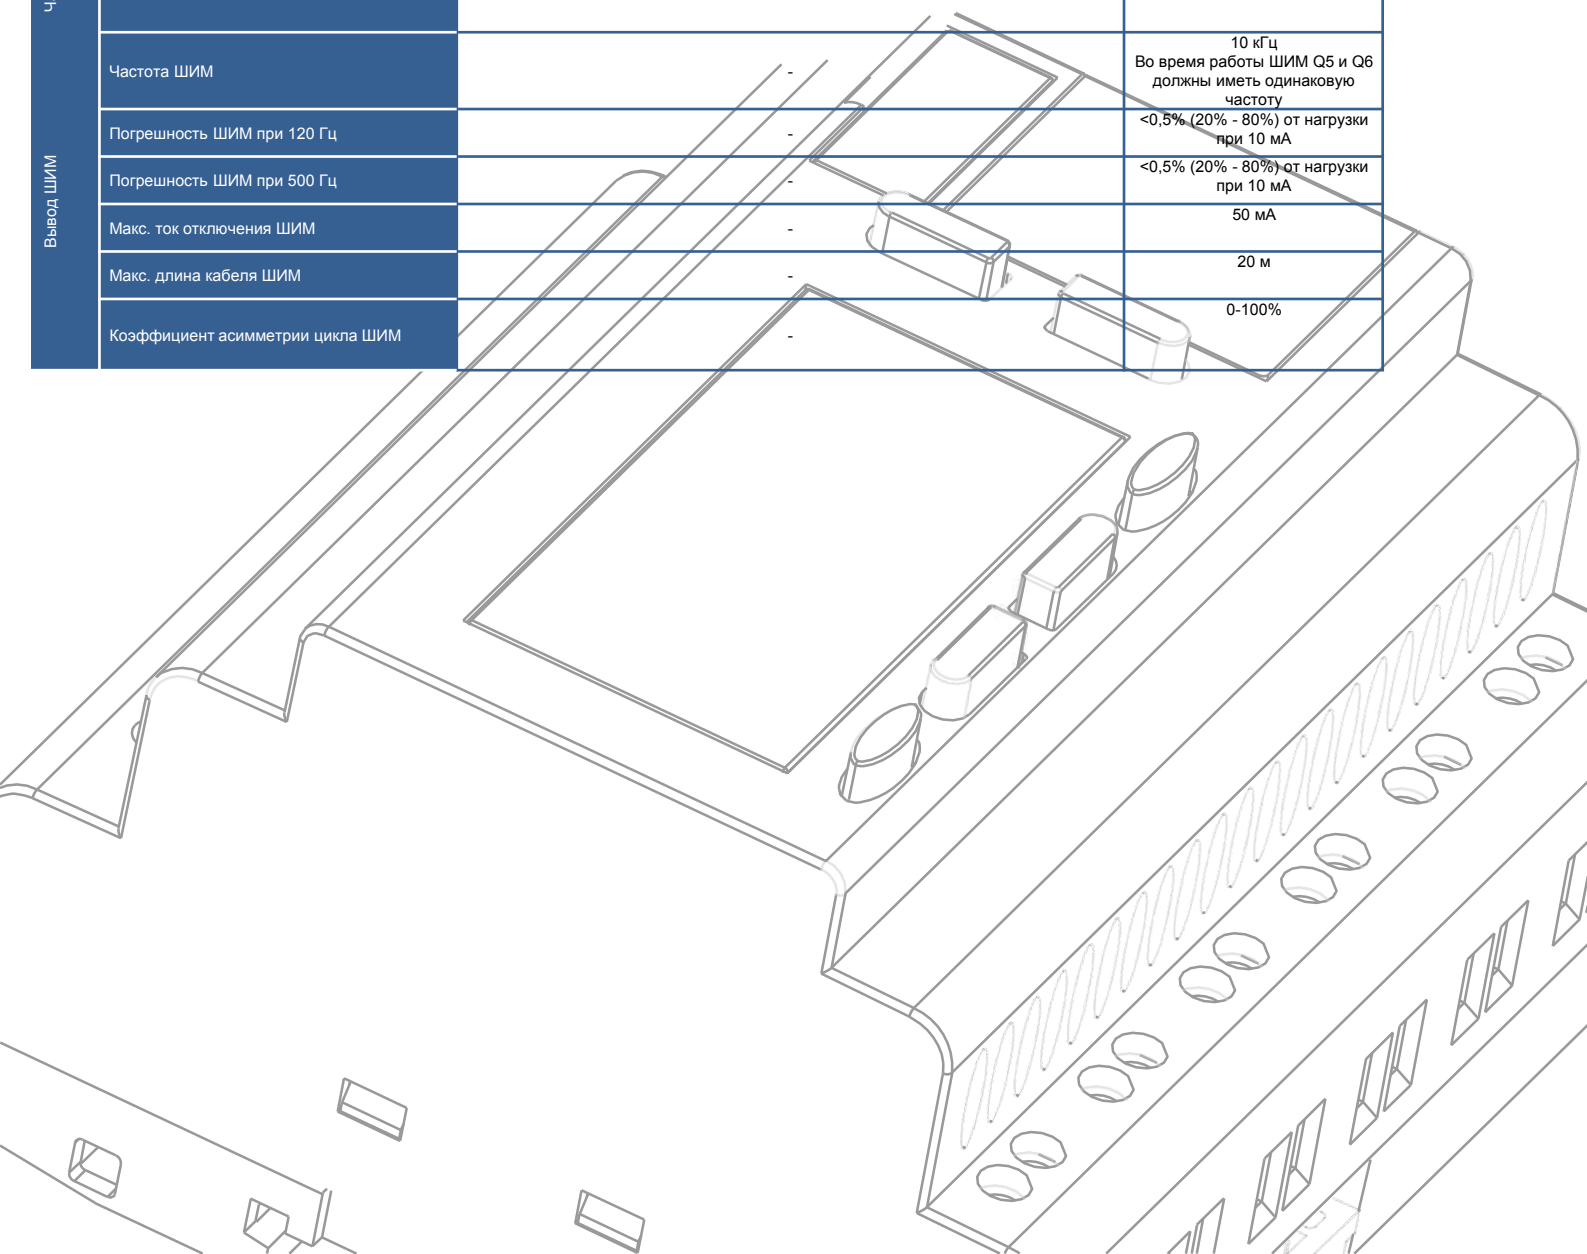 Вывод ШИМ
Частота ШИМ
-
10 кГц
Во время работы ШИМ Q5 и Q6
должны иметь одинаковую
частоту
Погрешность ШИМ при 120 Гц
-
<0,5% (20% - 80%) от нагрузки
при 10 мА
Погрешность ШИМ при 500 Гц
-
<0,5% (20% - 80%) от нагрузки
при 10 мА
Макс. ток отключения ШИМ
-
50 мА
Макс. длина кабеля ШИМ
-
20 м
Коэффициент асимметрии цикла ШИМ
-
0-100%